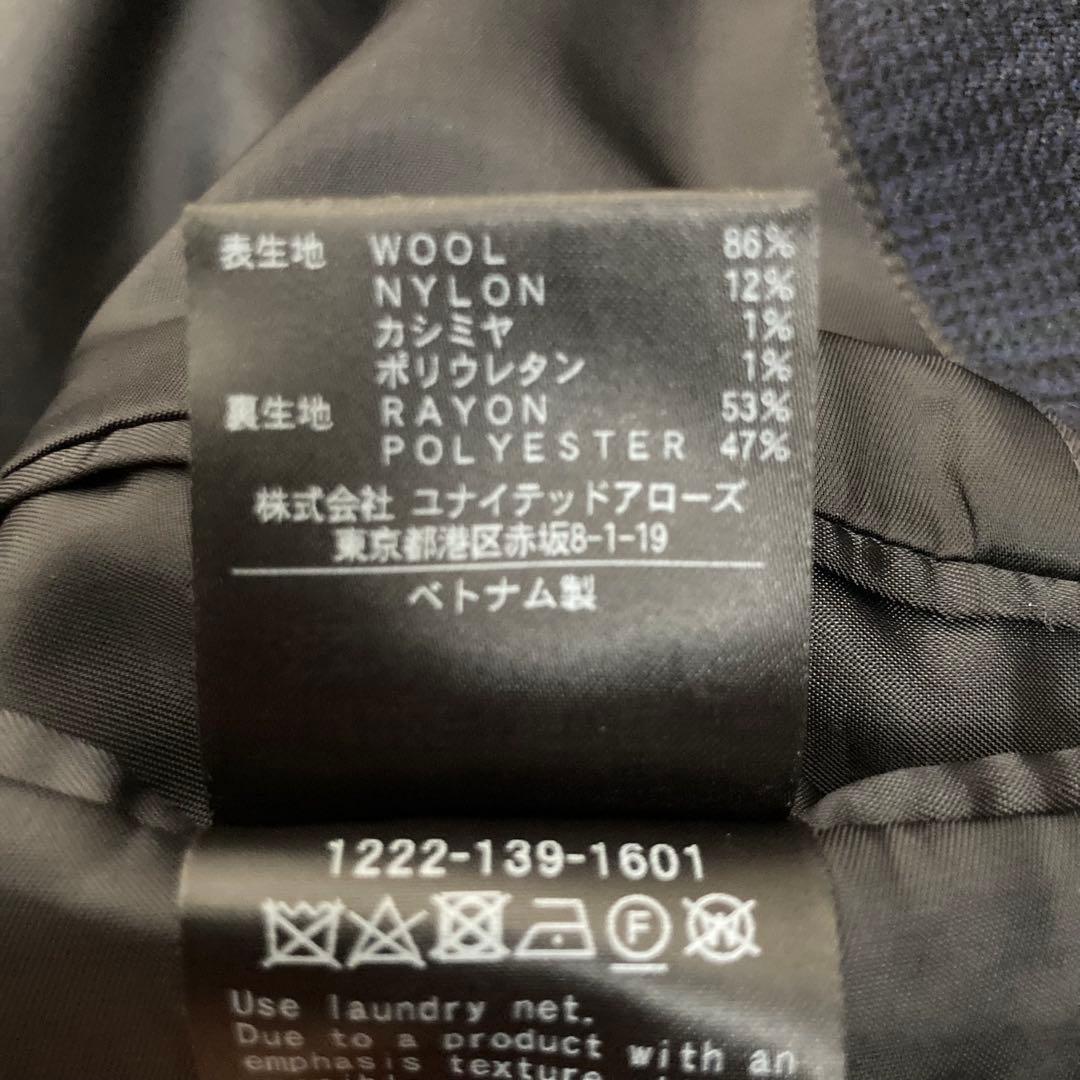 表生地 WOOL 86%
NYLON 12%
カシミヤ 1%
ポリウレタン 1%
裏生地 RAYON 53%
POLYESTER 47%
株式会社 ユナイテッドアローズ
東京都港区赤坂8-1-19
ベトナム製
1222-139-1601
F W
Use laundry net.
Due to a product with an
emphasis texture